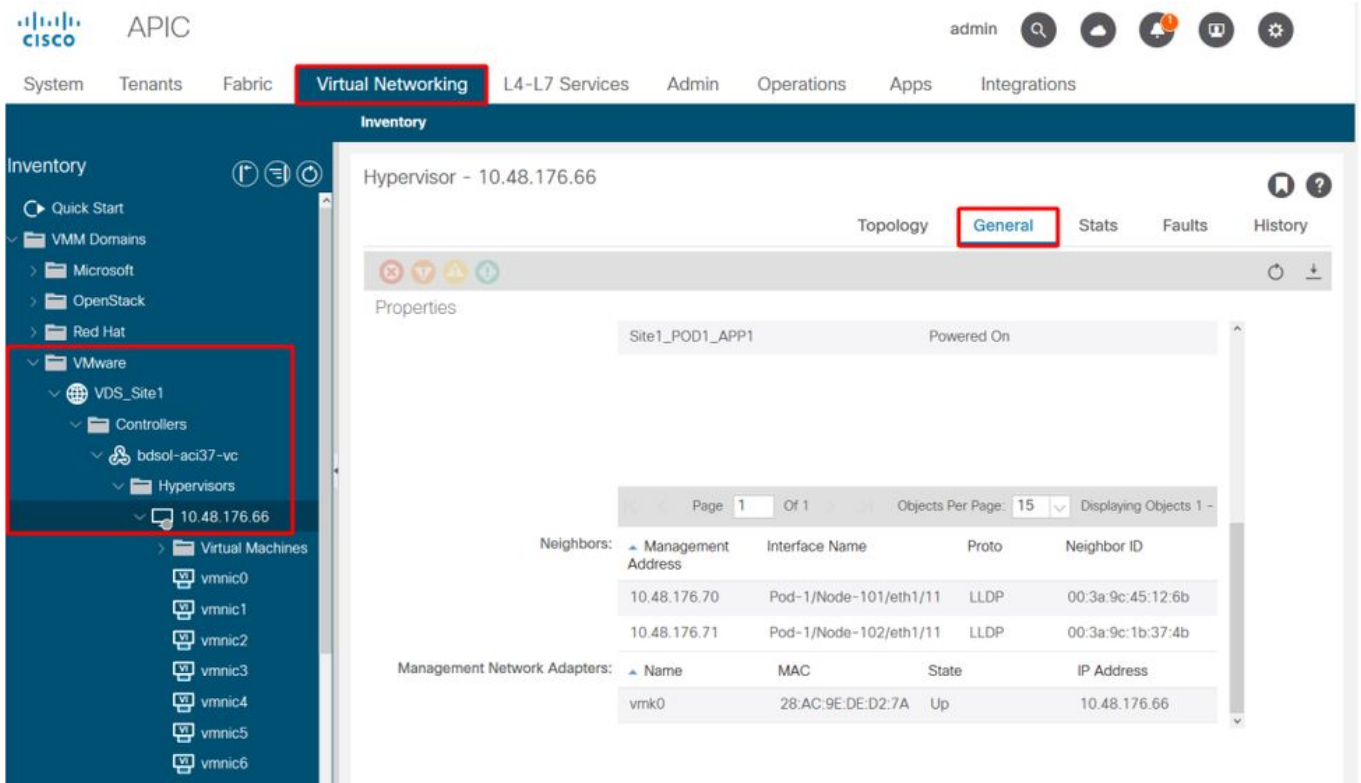 CISCO
APIC
admin
1
System Tenants Fabric Virtual Networking L4-L7 Services Admin Operations Apps Integrations
Inventory
Inventory
Quick Start
VMM Domains
Microsoft
OpenStack
Red Hat
VMware
VDS_Site1
Controllers
bdsol-aci37-vc
Hypervisors
10.48.176.66
Virtual Machines
vmnic0
vmnic1
vmnic2
vmnic3
vmnic4
vmnic5
vmnic6
Hypervisor - 10.48.176.66
Topology General Stats Faults History
Properties
Site1_POD1_APP1 Powered On
Page 1 Of 1 Objects Per Page: 15 Displaying Objects 1 -
Neighbors: Management Address Interface Name Proto Neighbor ID
10.48.176.70 Pod-1/Node-101/eth1/11 LLDP 00:3a:9c:45:12:6b
10.48.176.71 Pod-1/Node-102/eth1/11 LLDP 00:3a:9c:1b:37:4b
Management Network Adapters: Name MAC State IP Address
vmk0 28:AC:9E:DE:D2:7A Up 10.48.176.66